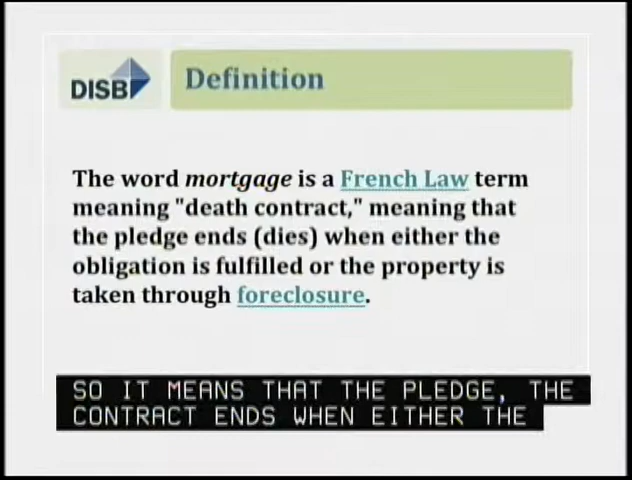 DISB
Definition
The word mortgage is a French Law term
meaning "death contract," meaning that
the pledge ends (dies) when either the
obligation is fulfilled or the property is
taken through foreclosure.
SO IT MEANS THAT THE PLEDGE, THE
CONTRACT ENDS WHEN EITHER THE